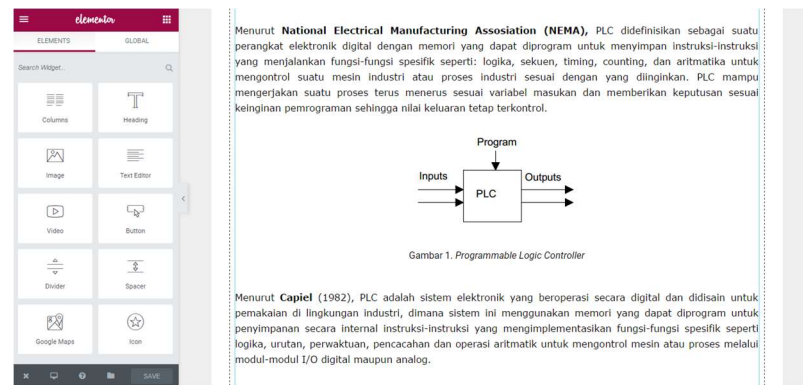 elementor
ELEMENTS GLOBAL
Search Widget...
Columns Heading
Image Text Editor
Video Button
Divider Spacer
Google Maps Icon
SAVE
Menurut National Electrical Manufacturing Assosiation (NEMA), PLC didefinisikan sebagai suatu
perangkat elektronik digital dengan memori yang dapat diprogram untuk menyimpan instruksi-instruksi
yang menjalankan fungsi-fungsi spesifik seperti: logika, sekuen, timing, counting, dan aritmatika untuk
mengontrol suatu mesin industri atau proses industri sesuai dengan yang diinginkan. PLC mampu
mengerjakan suatu proses terus menerus sesuai variabel masukan dan memberikan keputusan sesuai
keinginan pemrograman sehingga nilai keluaran tetap terkontrol.
Program
Inputs Outputs
PLC
Gambar 1. Programmable Logic Controller
Menurut Capiel (1982), PLC adalah sistem elektronik yang beroperasi secara digital dan didisain untuk
pemakaian di lingkungan industri, dimana sistem ini menggunakan memori yang dapat diprogram untuk
penyimpanan secara internal instruksi-instruksi yang mengimplementasikan fungsi-fungsi spesifik seperti
logika, urutan, perwaktuan, pencacahan dan operasi aritmatik untuk mengontrol mesin atau proses melalui
modul-modul I/O digital maupun analog.